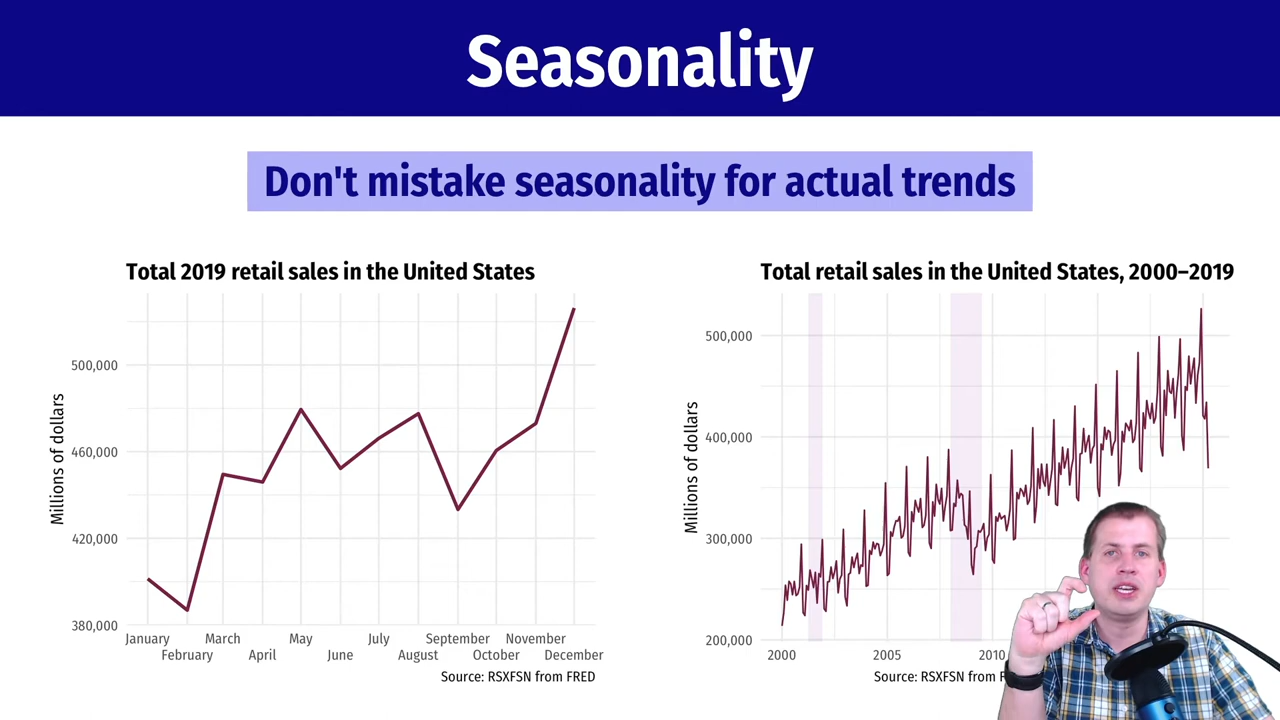 Seasonality
Don't mistake seasonality for actual trends
Total 2019 retail sales in the United States
Millions of dollars
500,000
460,000
420,000
380,000
January
February
March
April
May
June
July
August
September
October
November
December
Source: RSXFSN from FRED
Total retail sales in the United States, 2000–2019
Millions of dollars
500,000
400,000
300,000
200,000
2000
2005
2010
Source: RSXFSN from